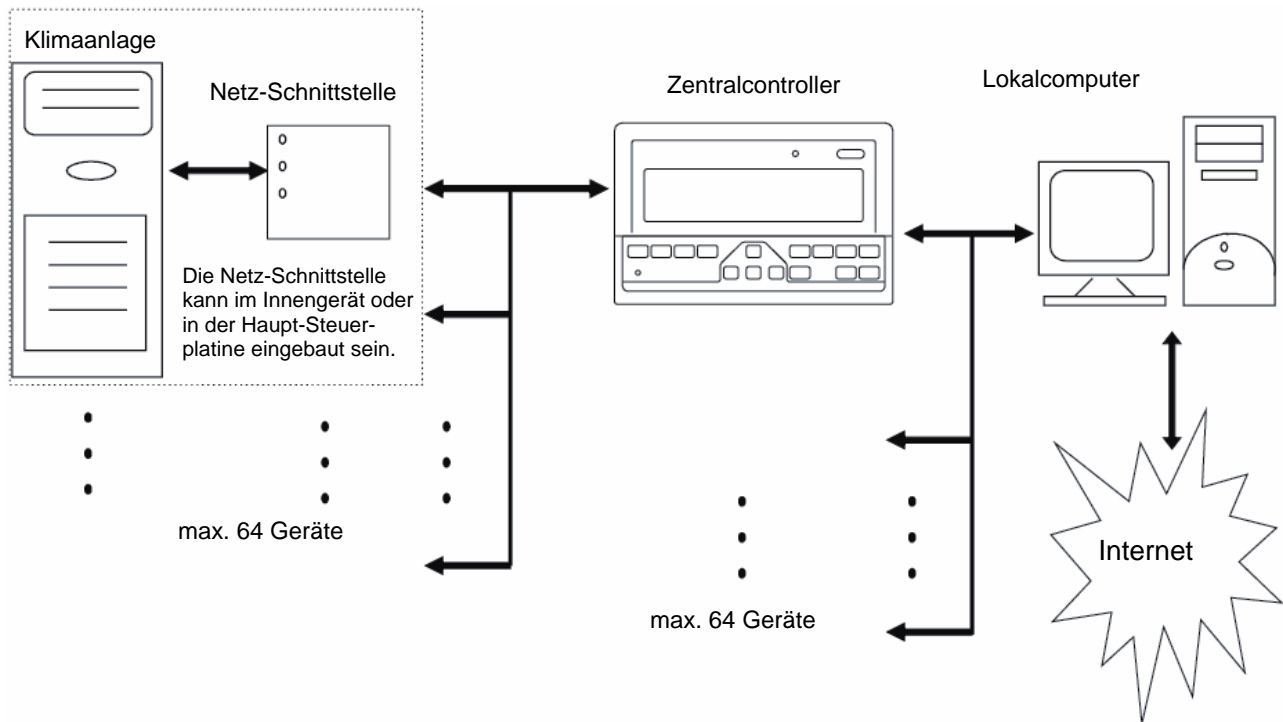 Klimaanlage
Netz-Schnittstelle
Die Netz-Schnittstelle
kann im Innengerät oder
in der Haupt-Steuer-
platine eingebaut sein.
max. 64 Geräte
Zentralcontroller
max. 64 Geräte
Lokalcomputer
Internet